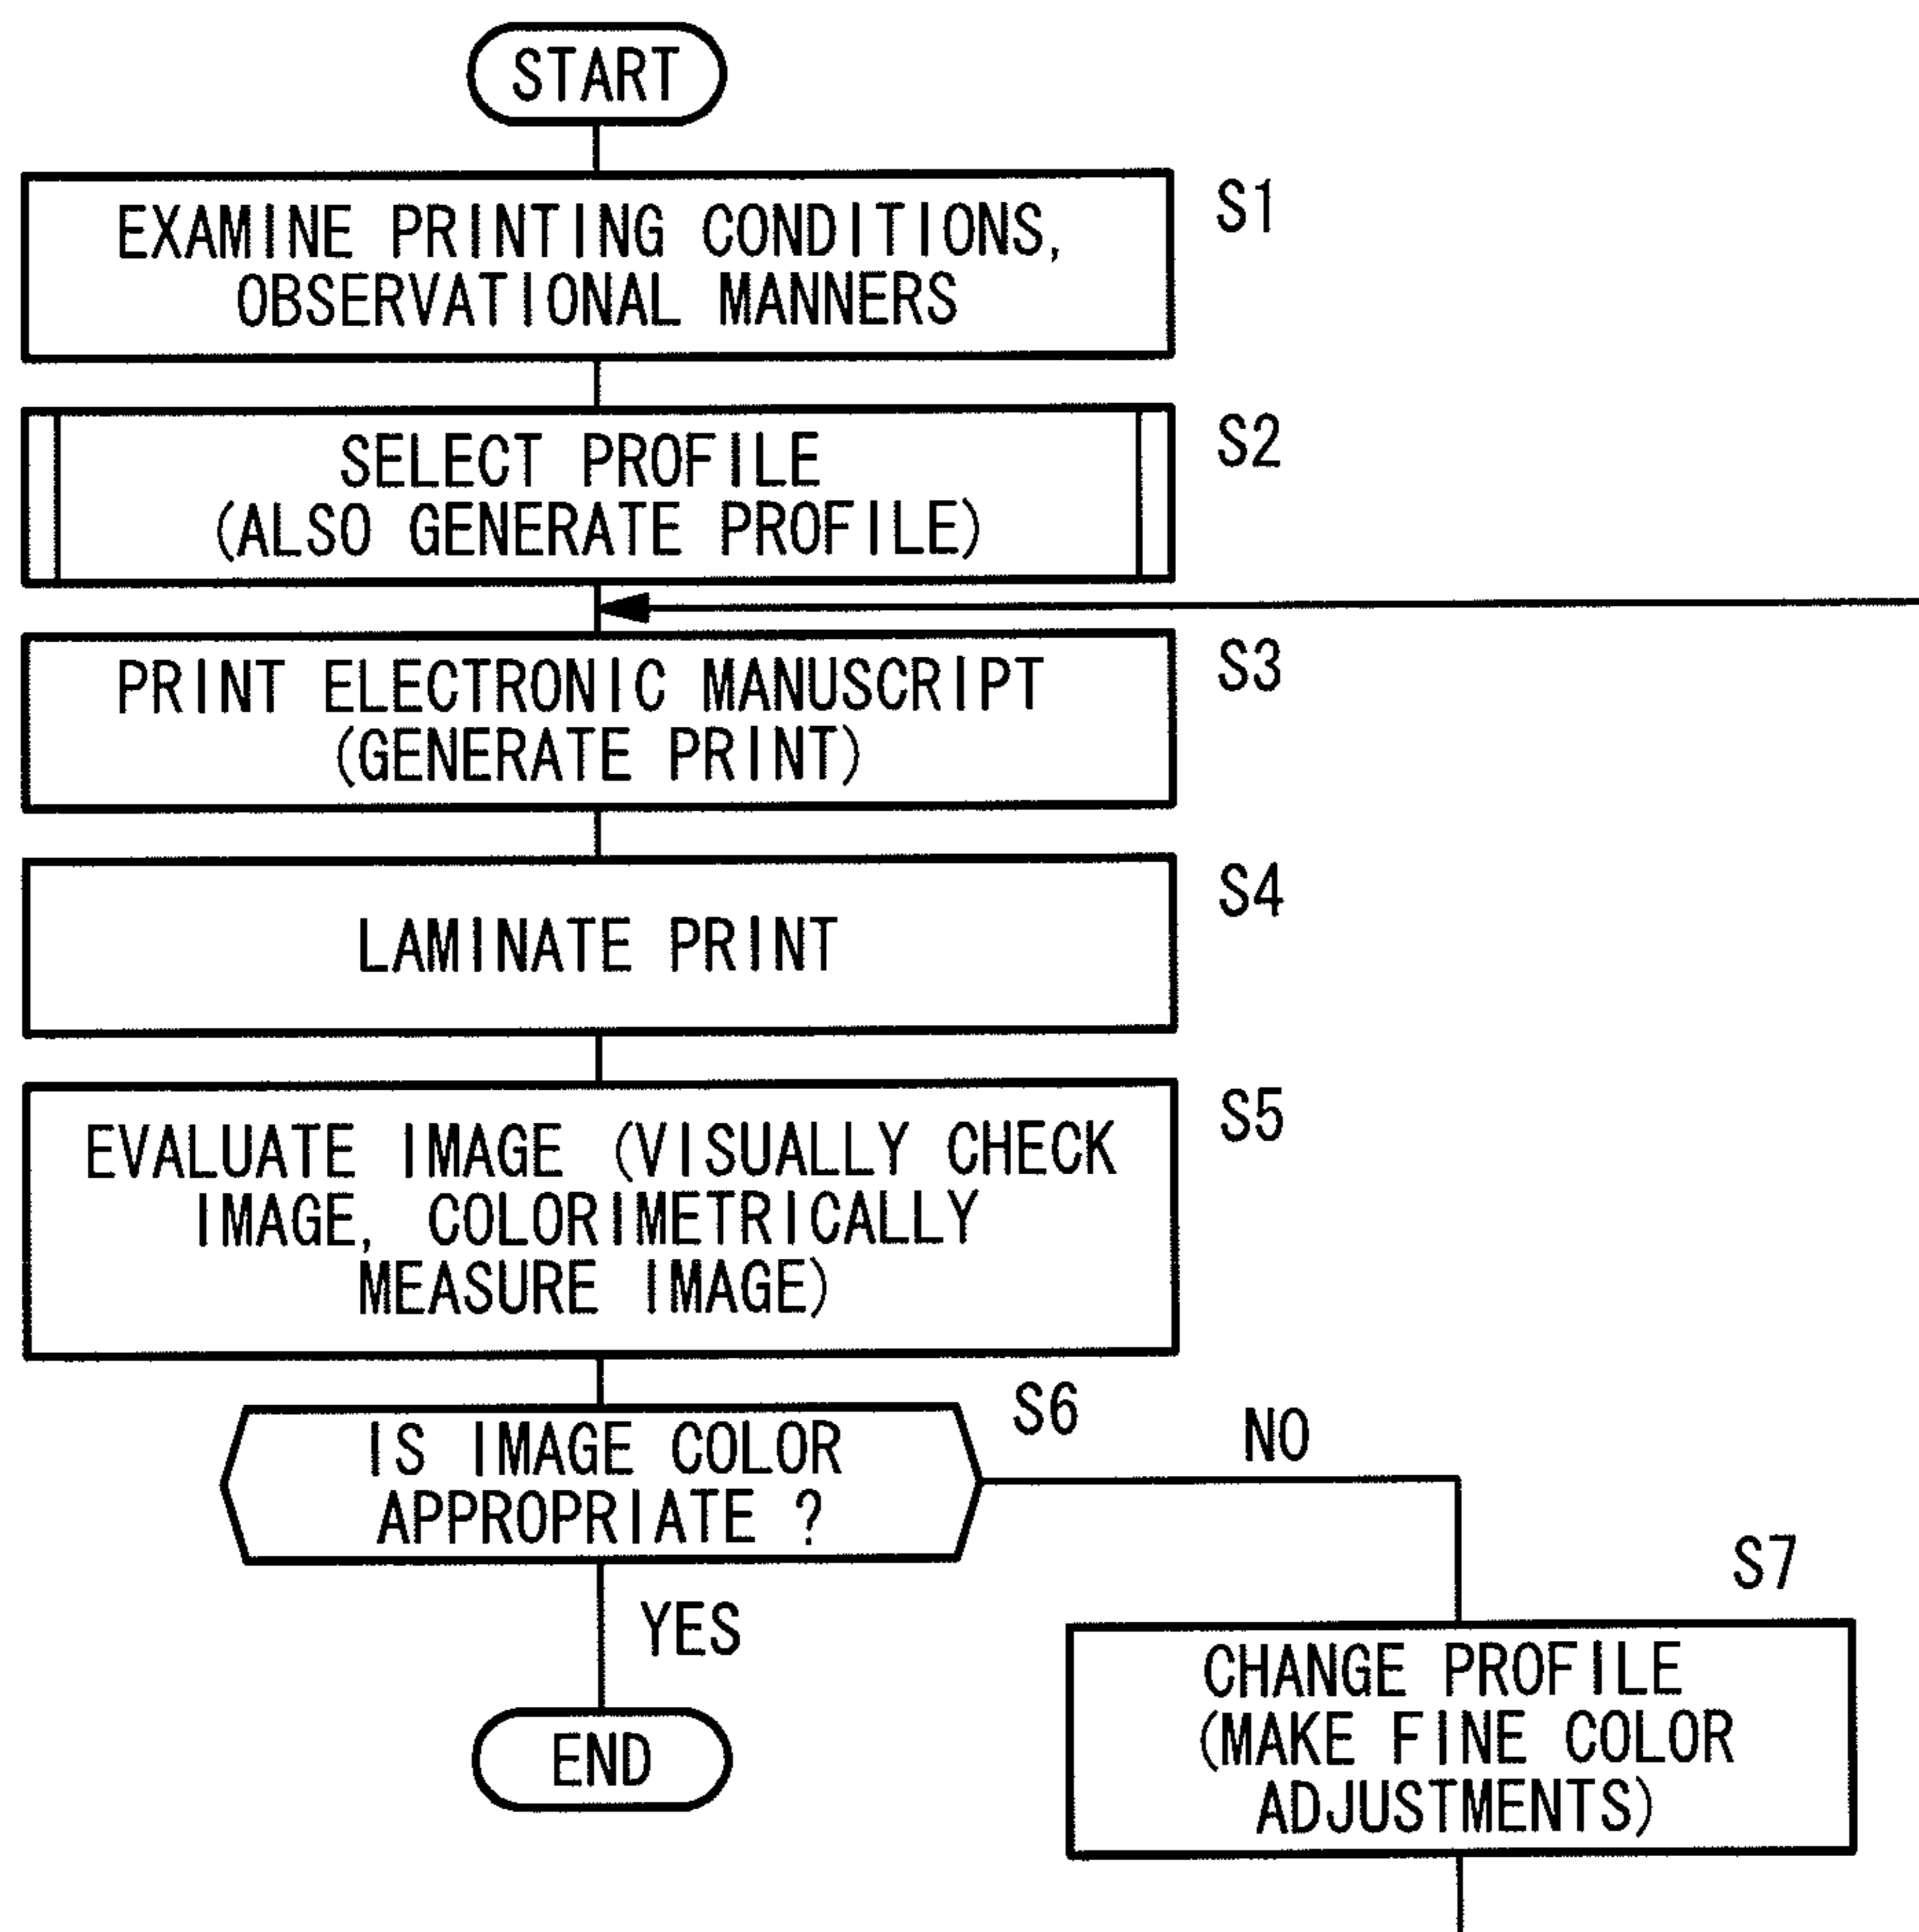 START
EXAMINE PRINTING CONDITIONS,
OBSERVATIONAL MANNERS
S1
SELECT PROFILE
(ALSO GENERATE PROFILE)
S2
PRINT ELECTRONIC MANUSCRIPT
(GENERATE PRINT)
S3
LAMINATE PRINT
S4
EVALUATE IMAGE (VISUALLY CHECK
IMAGE, COLORIMETRICALLY
MEASURE IMAGE)
S5
IS IMAGE COLOR
APPROPRIATE ?
S6
NO
YES
END
S7
CHANGE PROFILE
(MAKE FINE COLOR
ADJUSTMENTS)